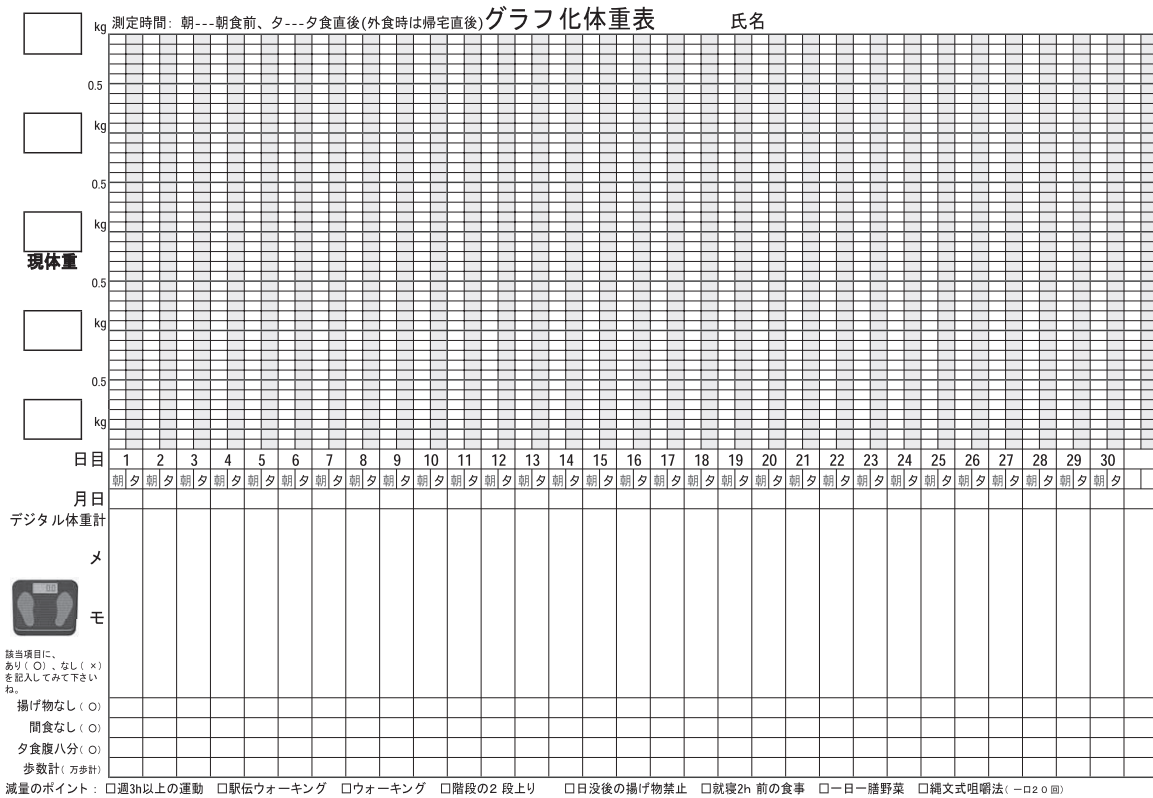 kg 測定時間: 朝---朝食前、夕---夕食直後(外食時は帰宅直後) グラフ化体重表 氏名
0.5
kg
0.5
kg
現体重
0.5
kg
0.5
kg
日目 1 2 3 4 5 6 7 8 9 10 11 12 13 14 15 16 17 18 19 20 21 22 23 24 25 26 27 28 29 30
朝 夕 朝 夕 朝 夕 朝 夕 朝 夕 朝 夕 朝 夕 朝 夕 朝 夕 朝 夕 朝 夕 朝 夕 朝 夕 朝 夕 朝 夕 朝 夕 朝 夕 朝 夕 朝 夕 朝 夕 朝 夕 朝 夕 朝 夕 朝 夕 朝 夕 朝 夕 朝 夕 朝 夕 朝 夕 朝 夕
月日
デジタル体重計
メ
0.0
モ
該当項目に、
あり( 〇) 、なし( ×)
を記入してみて下さい
ね。
揚げ物なし( 〇)
間食なし( 〇)
夕食腹八分( 〇)
歩数計( 万歩計)
減量のポイント: □週3h以上の運動 □駅伝ウォーキング □ウォーキング □階段の2 段上り □日没後の揚げ物禁止 □就寝2h 前の食事 □一日一膳野菜 □縄文式咀嚼法( 一口20回)